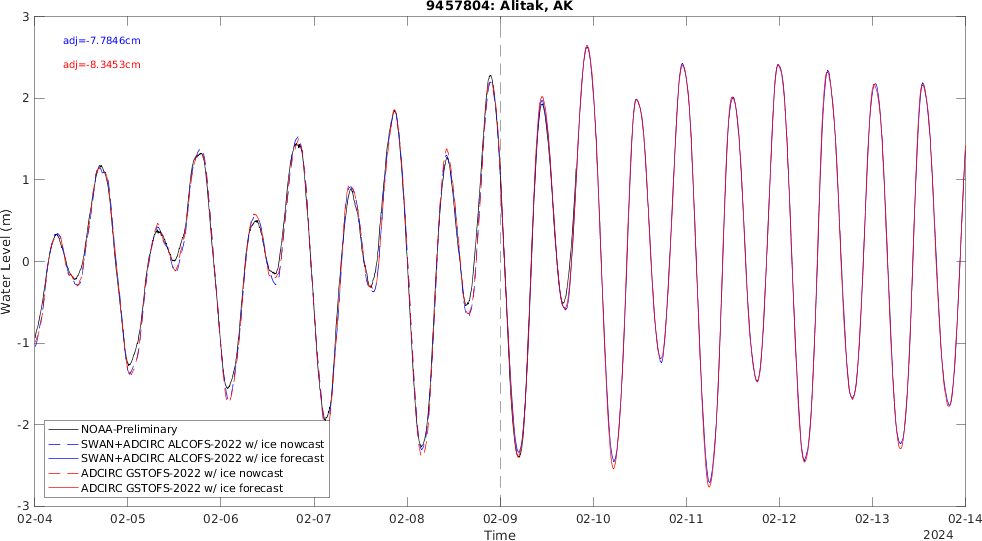 9457804: Alitak, AK
adj=-7.7846cm
adj=-8.3453cm
Water Level (m)
3
2
1
0
-1
-2
-3
NOAA-Preliminary
SWAN+ADCIRC ALCOFS-2022 w/ ice nowcast
SWAN+ADCIRC ALCOFS-2022 w/ ice forecast
ADCIRC GSTOFS-2022 w/ ice nowcast
ADCIRC GSTOFS-2022 w/ ice forecast
02-04 02-05 02-06 02-07 02-08 02-09 02-10 02-11 02-12 02-13 02-14
Time
2024